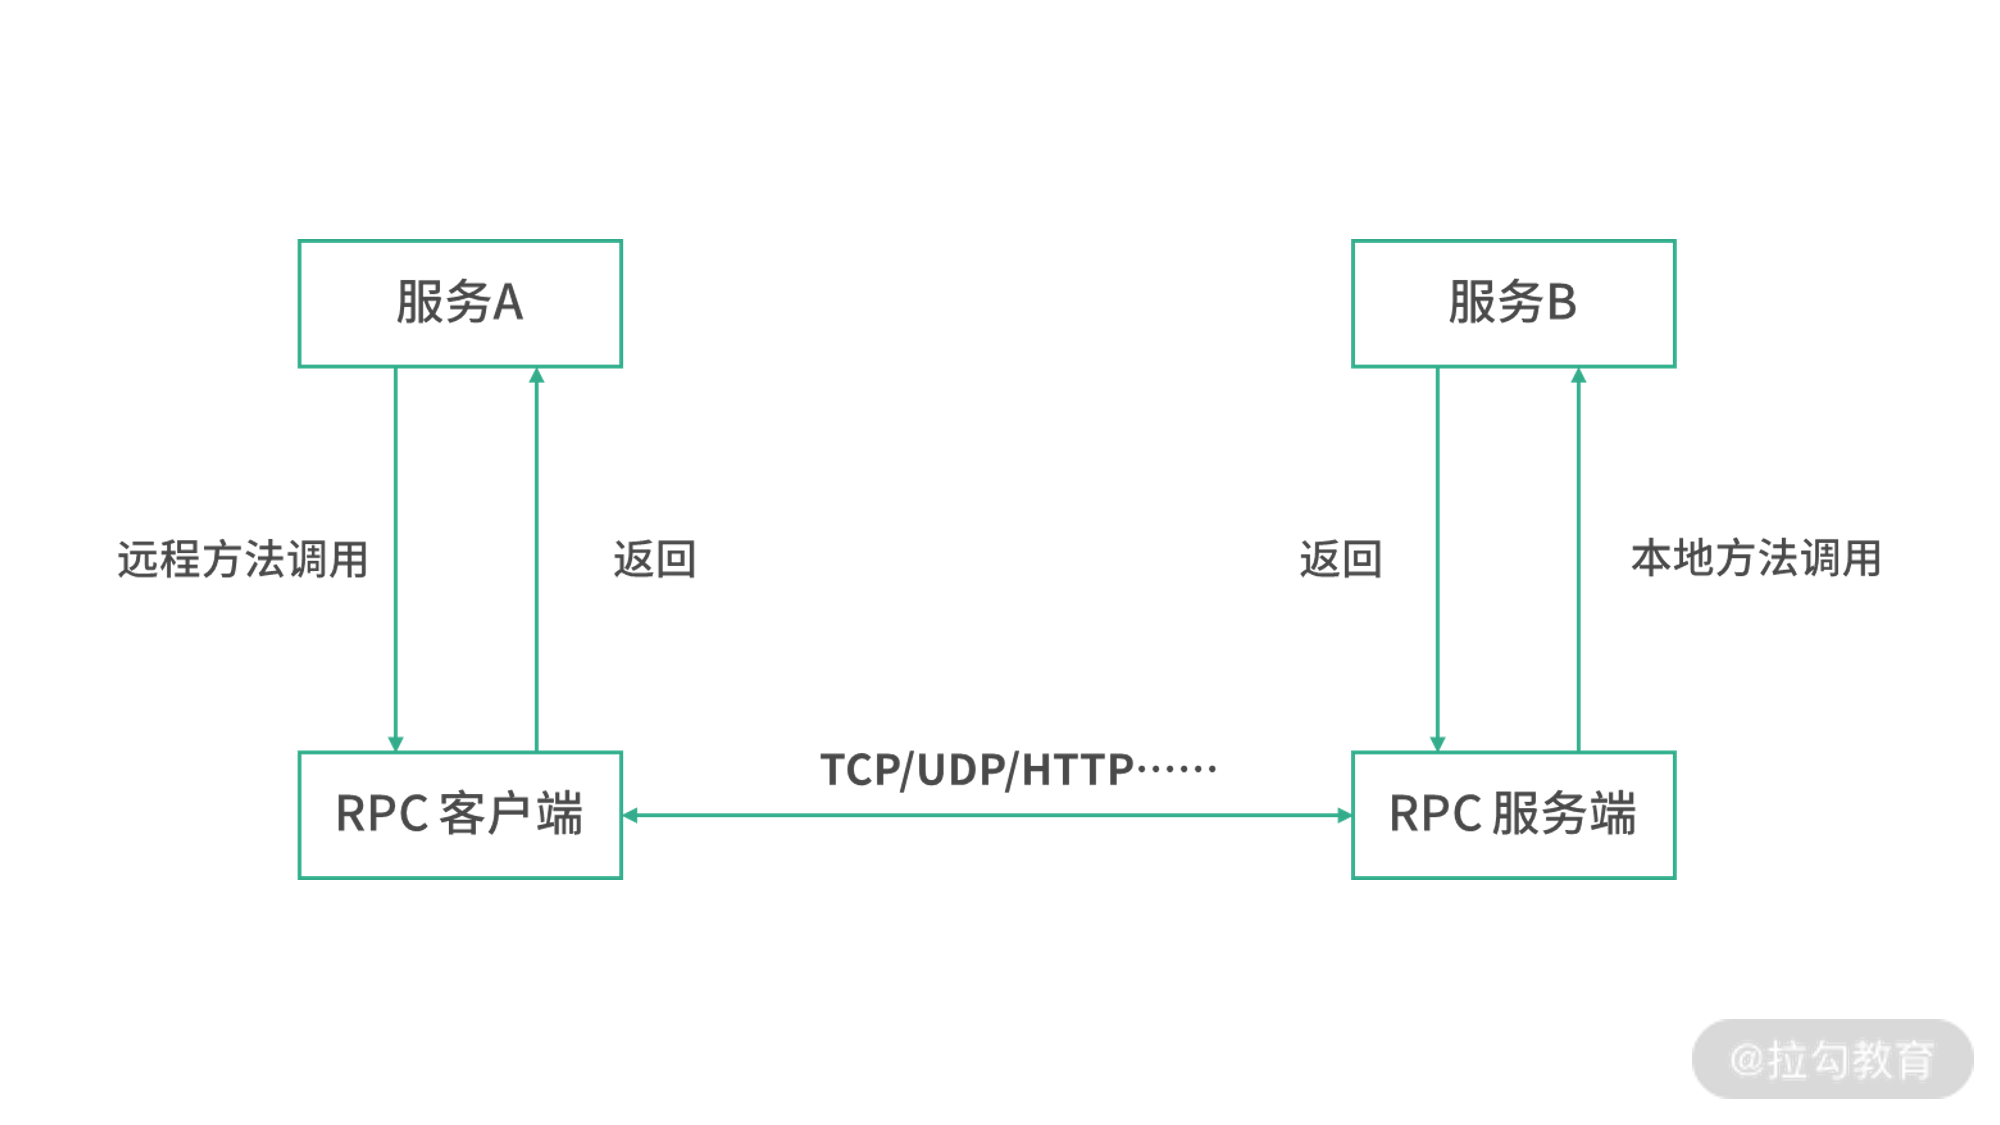 服务A
服务B
远程方法调用
返回
返回
本地方法调用
TCP/UDP/HTTP······
RPC 客户端
RPC 服务端
@拉勾教育